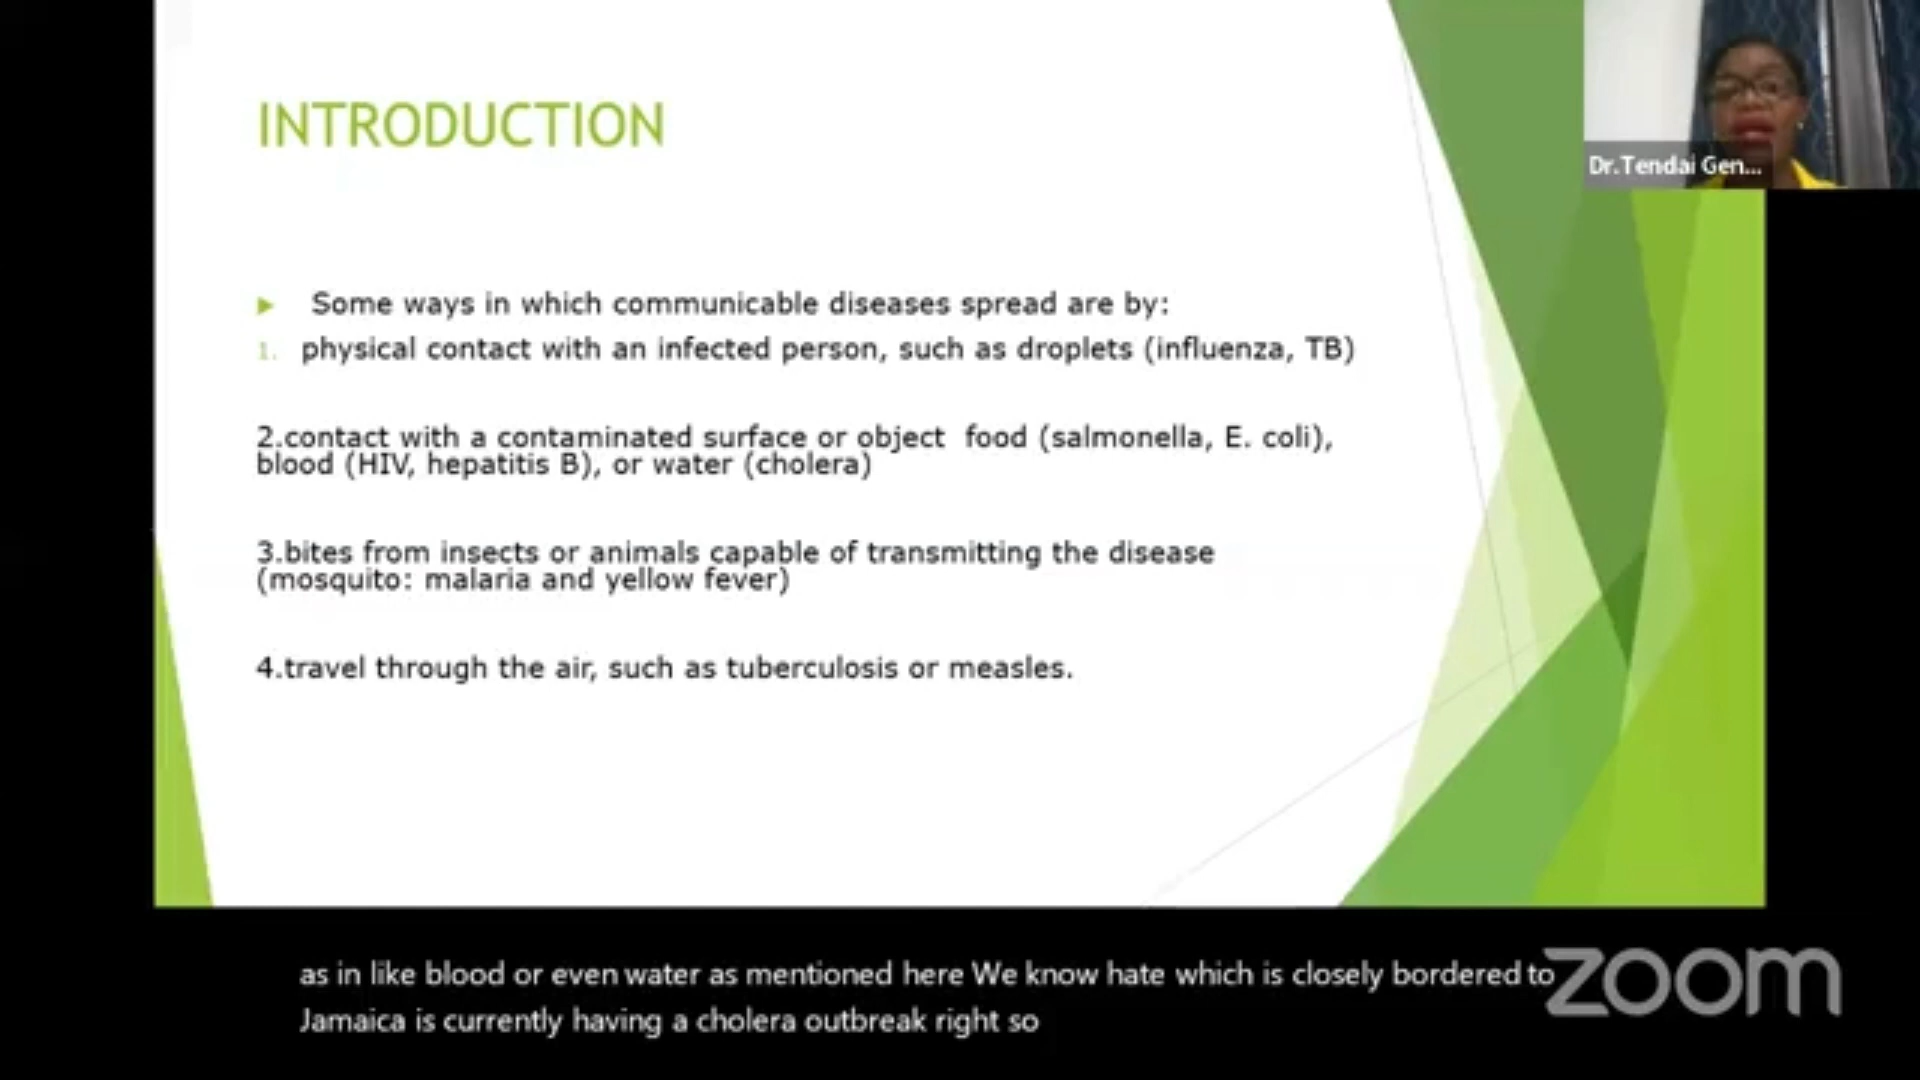 INTRODUCTION
Dr.Tendai Gen...
▶ Some ways in which communicable diseases spread are by:
1. physical contact with an infected person, such as droplets (influenza, TB)
2.contact with a contaminated surface or object food (salmonella, E. coli),
blood (HIV, hepatitis B), or water (cholera)
3.bites from insects or animals capable of transmitting the disease
(mosquito: malaria and yellow fever)
4.travel through the air, such as tuberculosis or measles.
as in like blood or even water as mentioned here We know hate which is closely bordered to
Jamaica is currently having a cholera outbreak right so
zoom